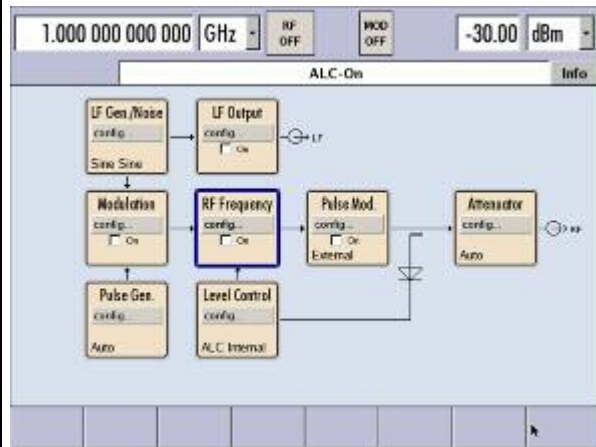 1.000 000 000 000 GHz RF OFF MOD OFF -30.00 dBm
ALC-On Info
LF Gen./Noise LF Output
config... config...
On LF
Sine Sine
Modulation RF Frequency Pulse Mod. Attenuator
config... config... config... config...
On On On RF
External Auto
Pulse Gen. Level Control
config... config...
Auto ALC Internal